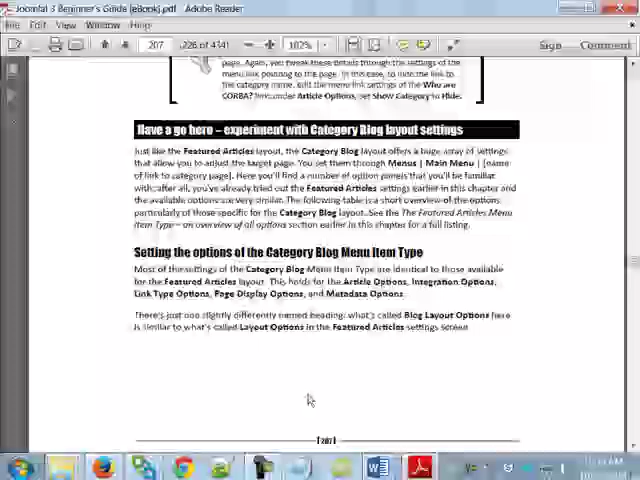 Joomla! 3 Beginner's Guide [eBook].pdf - Adobe Reader
File Edit View Window Help
207 (226 of 434) 102% Sign Comment
page. Again, you tweak these details through the settings of the
menu link pointing to the page. In this case, to hide the link to
the category name, edit the menu link settings of the Who are
CORBA? link: under Article Options, set Show Category to Hide.
Have a go hero – experiment with Category Blog layout settings
Just like the Featured Articles layout, the Category Blog layout offers a huge array of settings
that allow you to adjust the target page. You set them through Menus | Main Menu | [name
of link to category page]. Here you'll find a number of option panels that you'll be familiar
with; after all, you've already tried out the Featured Articles settings earlier in this chapter and
the available options are very similar. The following table is a short overview of the options
particularly of those specific for the Category Blog layout. See the The Featured Articles Menu
Item Type – an overview of all options section earlier in this chapter for a full listing.
Setting the options of the Category Blog Menu Item Type
Most of the settings of the Category Blog Menu Item Type are identical to those available
for the Featured Articles layout. This holds for the Article Options, Integration Options,
Link Type Options, Page Display Options, and Metadata Options.
There's just one slightly differently named heading: what's called Blog Layout Options here
is similar to what's called Layout Options in the Featured Articles settings screen.
[ 207 ]